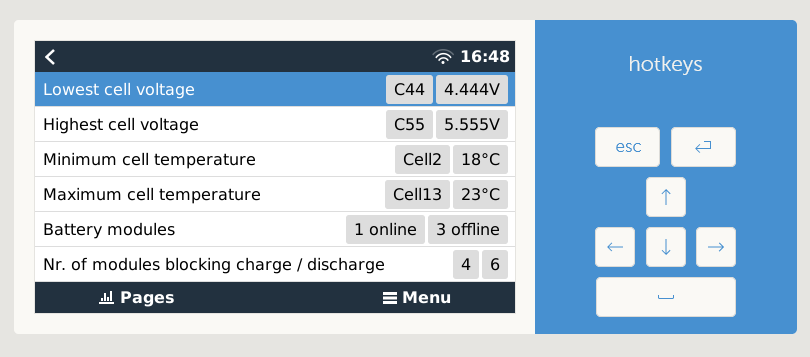 16:48
Lowest cell voltage C44 4.444V
Highest cell voltage C55 5.555V
Minimum cell temperature Cell2 18°C
Maximum cell temperature Cell13 23°C
Battery modules 1 online 3 offline
Nr. of modules blocking charge / discharge 4 6
Pages Menu
hotkeys
esc